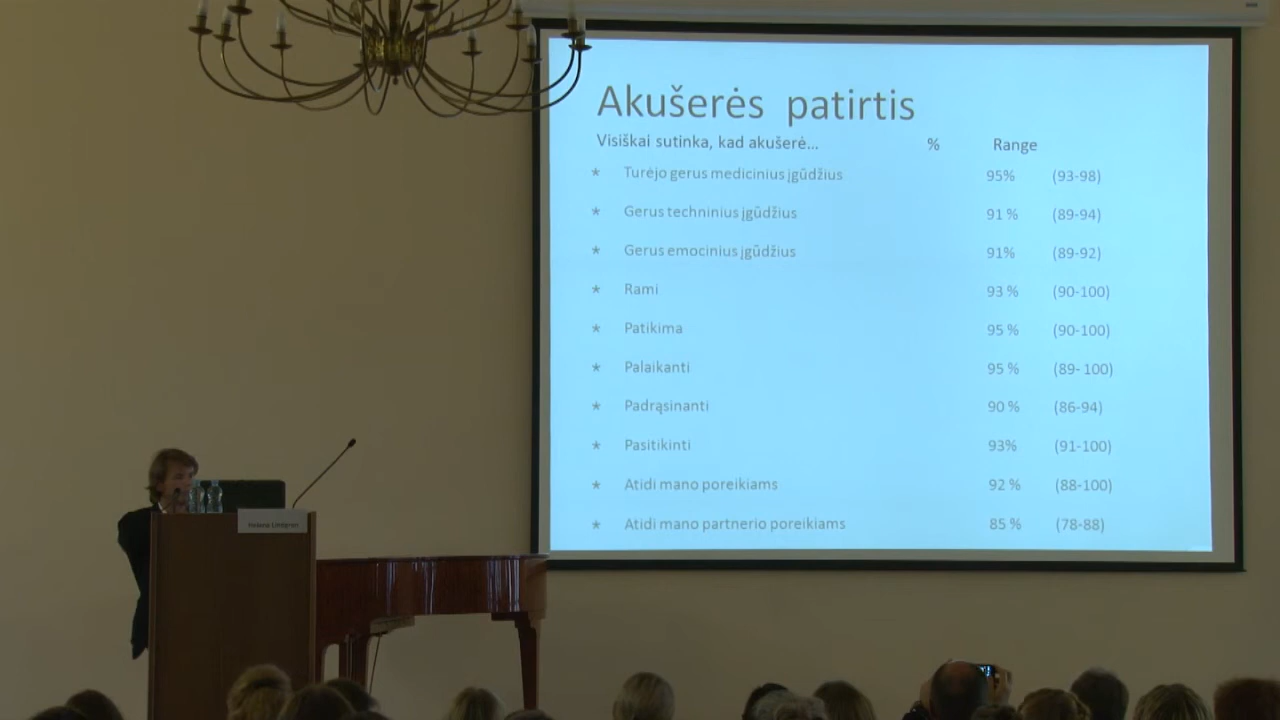 Akušerės patirtis
Visiškai sutinka, kad akušerė... % Range
* Turėjo gerus medicinius įgūdžius 95% (93-98)
* Gerus techninius įgūdžius 91 % (89-94)
* Gerus emocinius įgūdžius 91% (89-92)
* Rami 93 % (90-100)
* Patikima 95 % (90-100)
* Palaikanti 95 % (89- 100)
* Padrąsinanti 90 % (86-94)
* Pasitikinti 93% (91-100)
* Atidi mano poreikiams 92 % (88-100)
* Atidi mano partnerio poreikiams 85 % (78-88)
Helena Lindgren